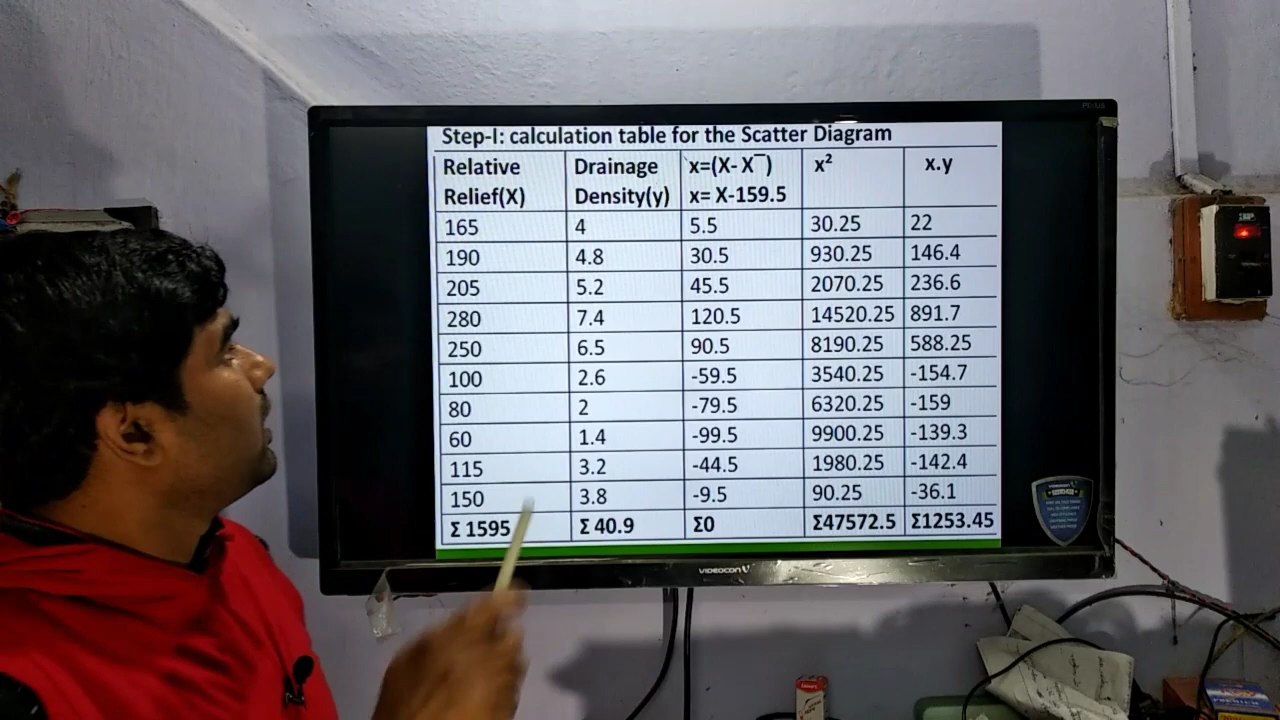 Step-I: calculation table for the Scatter Diagram
Relative Relief(X) Drainage Density(y) x=(X- X¯) x= X-159.5 x² x.y
165 4 5.5 30.25 22
190 4.8 30.5 930.25 146.4
205 5.2 45.5 2070.25 236.6
280 7.4 120.5 14520.25 891.7
250 6.5 90.5 8190.25 588.25
100 2.6 -59.5 3540.25 -154.7
80 2 -79.5 6320.25 -159
60 1.4 -99.5 9900.25 -139.3
115 3.2 -44.5 1980.25 -142.4
150 3.8 -9.5 90.25 -36.1
Σ 1595 Σ 40.9 Σ0 Σ47572.5 Σ1253.45
VIDEOCON